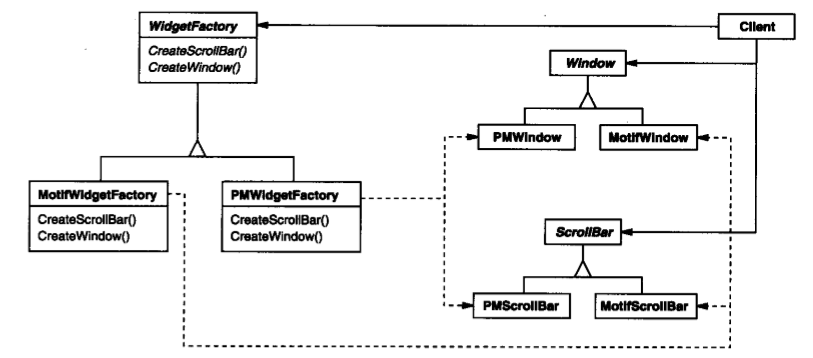 WidgetFactory
CreateScrollBar()
CreateWindow()
Client
Window
PMWindow
MotifWindow
MotifWidgetFactory
CreateScrollBar()
CreateWindow()
PMWidgetFactory
CreateScrollBar()
CreateWindow()
ScrollBar
PMScrollBar
MotifScrollBar